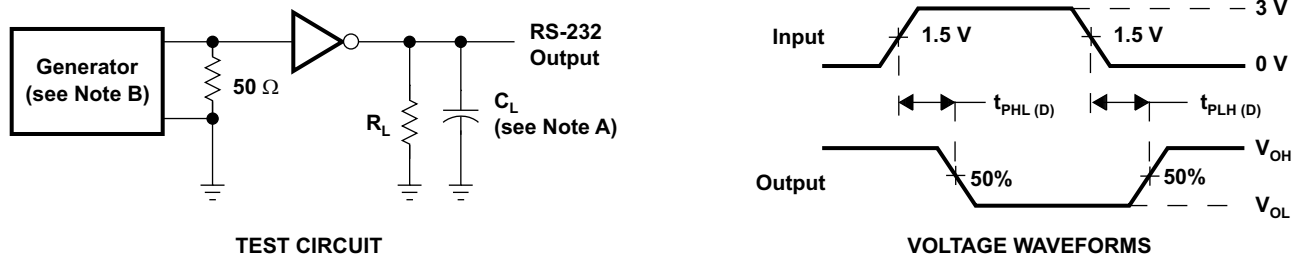 Generator
(see Note B)
50 Ω
RS-232
Output
R_L
C_L
(see Note A)
TEST CIRCUIT
Input
1.5 V
1.5 V
3 V
0 V
t_PHL (D)
t_PLH (D)
Output
50%
50%
V_OH
V_OL
VOLTAGE WAVEFORMS